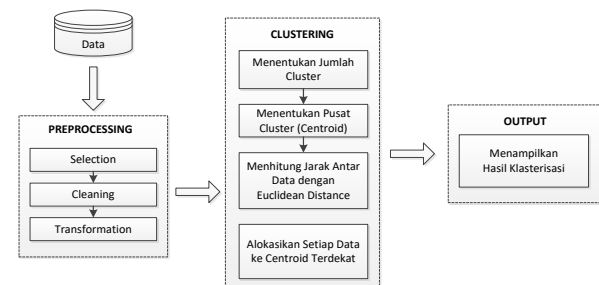 Data
PREPROCESSING
Selection
Cleaning
Transformation
CLUSTERING
Menentukan Jumlah
Cluster
Menentukan Pusat
Cluster (Centroid)
Menhitung Jarak Antar
Data dengan
Euclidean Distance
Alokasikan Setiap Data
ke Centroid Terdekat
OUTPUT
Menampilkan
Hasil Klasterisasi